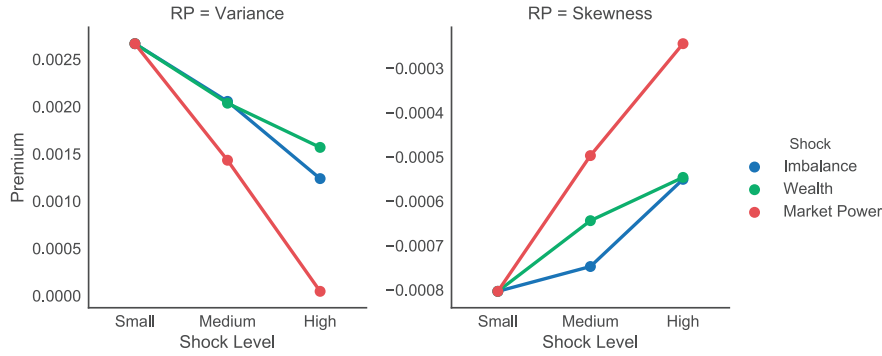 RP = Variance
0.0025
0.0020
0.0015
0.0010
0.0005
0.0000
Premium
Small Medium High
Shock Level
RP = Skewness
−0.0003
−0.0004
−0.0005
−0.0006
−0.0007
−0.0008
Small Medium High
Shock Level
Shock
Imbalance
Wealth
Market Power